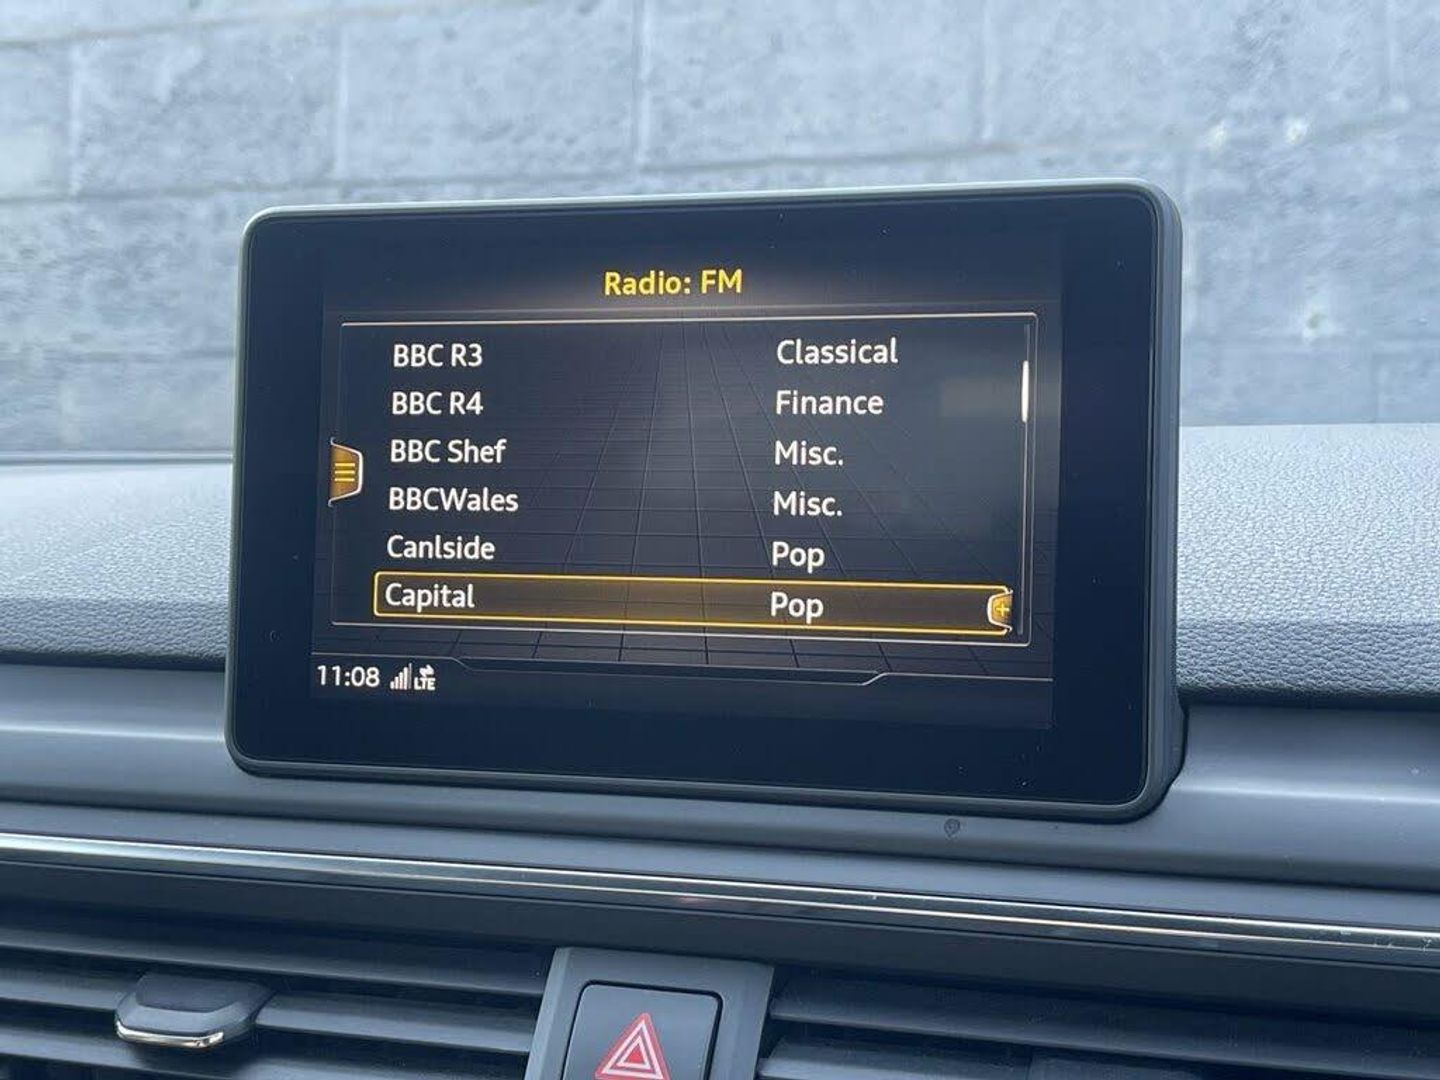 Radio: FM
BBC R3 Classical
BBC R4 Finance
BBC Shef Misc.
BBCWales Misc.
Canlside Pop
Capital Pop
11:08 LTE